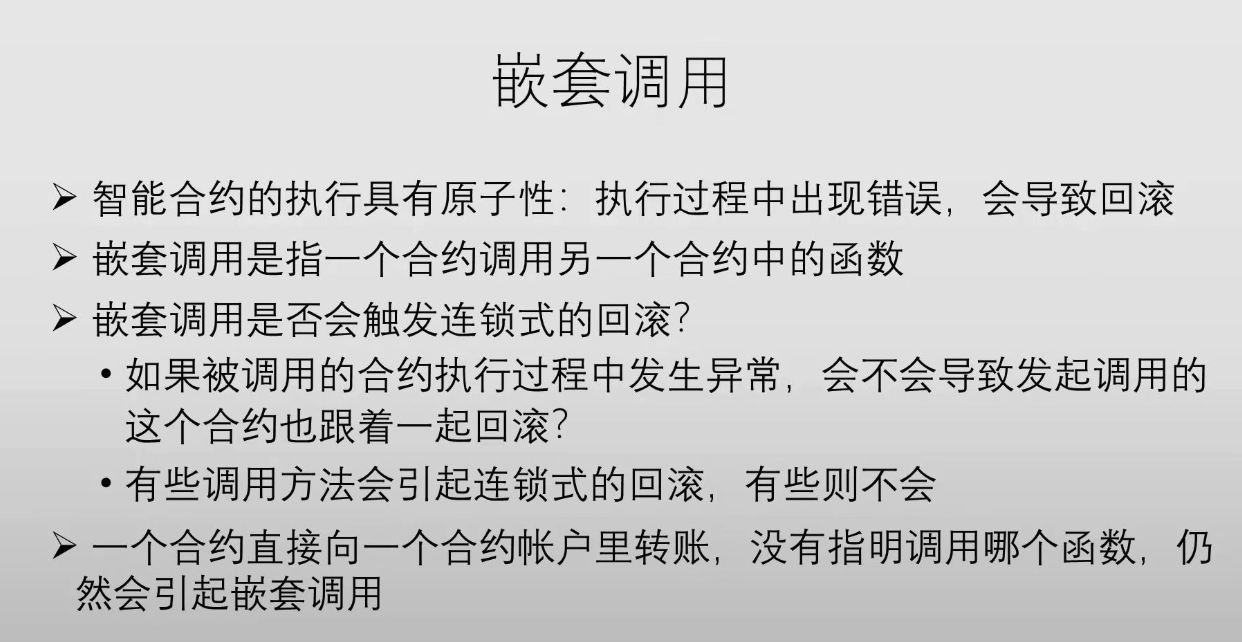 嵌套调用
➢ 智能合约的执行具有原子性：执行过程中出现错误，会导致回滚
➢ 嵌套调用是指一个合约调用另一个合约中的函数
➢ 嵌套调用是否会触发连锁式的回滚？
• 如果被调用的合约执行过程中发生异常，会不会导致发起调用的
这个合约也跟着一起回滚？
• 有些调用方法会引起连锁式的回滚，有些则不会
➢ 一个合约直接向一个合约帐户里转账，没有指明调用哪个函数，仍
然会引起嵌套调用